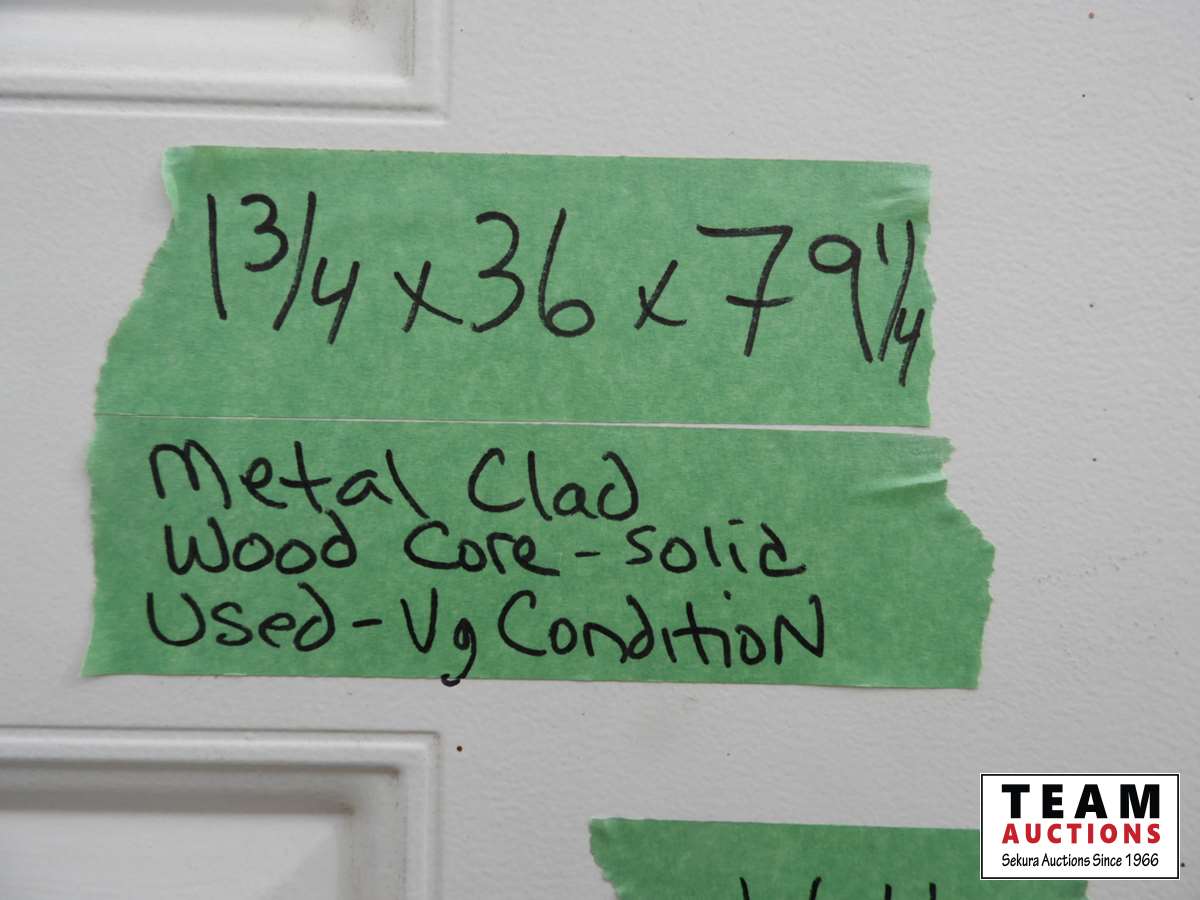 1 3/4 x 36 x 79 1/4
Metal Clad
Wood Core - Solid
Used - Vg Condition
TEAM
AUCTIONS
Sekura Auctions Since 1966